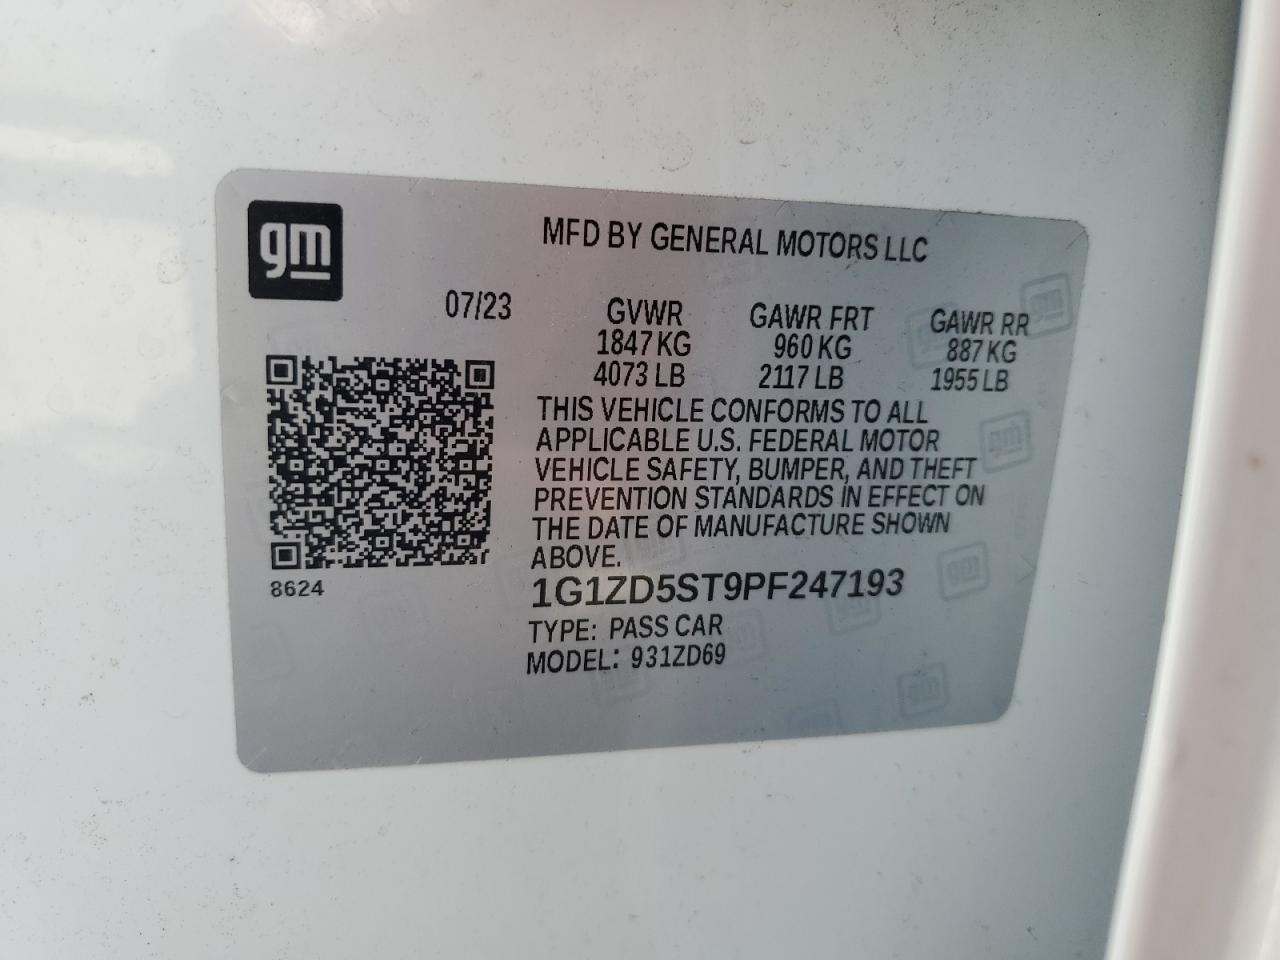 gm
MFD BY GENERAL MOTORS LLC
07/23
GVWR
1847 KG
4073 LB
GAWR FRT
960 KG
2117 LB
GAWR RR
887 KG
1955 LB
THIS VEHICLE CONFORMS TO ALL
APPLICABLE U.S. FEDERAL MOTOR
VEHICLE SAFETY, BUMPER, AND THEFT
PREVENTION STANDARDS IN EFFECT ON
THE DATE OF MANUFACTURE SHOWN
ABOVE.
8624
1G1ZD5ST9PF247193
TYPE: PASS CAR
MODEL: 931ZD69